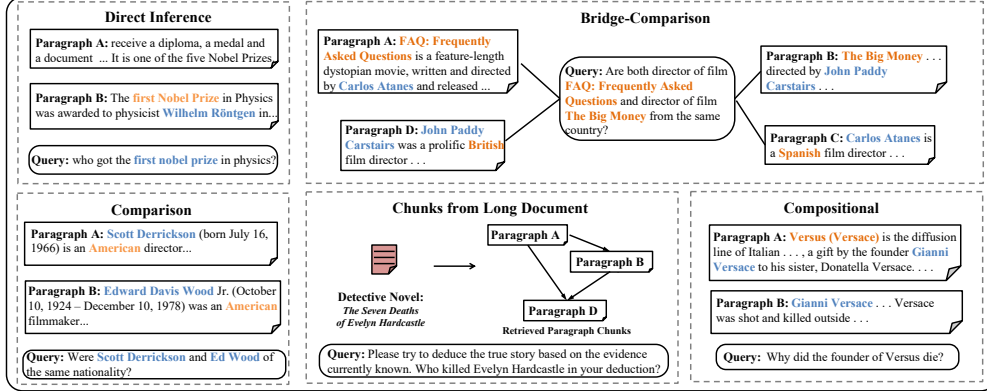 Direct Inference
Paragraph A: receive a diploma, a medal and
a document ... It is one of the five Nobel Prizes
Paragraph B: The first Nobel Prize in Physics
was awarded to physicist Wilhelm Röntgen in...
Query: who got the first nobel prize in physics?
Bridge-Comparison
Paragraph A: FAQ: Frequently
Asked Questions is a feature-length
dystopian movie, written and directed
by Carlos Atanes and released ...
Paragraph D: John Paddy
Carstairs was a prolific British
film director . . .
Query: Are both director of film
FAQ: Frequently Asked
Questions and director of film
The Big Money from the same
country?
Paragraph B: The Big Money . . .
directed by John Paddy
Carstairs . . .
Paragraph C: Carlos Atanes is
a Spanish film director . . .
Comparison
Paragraph A: Scott Derrickson (born July 16,
1966) is an American director...
Paragraph B: Edward Davis Wood Jr. (October
10, 1924 – December 10, 1978) was an American
filmmaker...
Query: Were Scott Derrickson and Ed Wood of
the same nationality?
Chunks from Long Document
Detective Novel:
The Seven Deaths
of Evelyn Hardcastle
Paragraph A
Paragraph B
Paragraph D
Retrieved Paragraph Chunks
Query: Please try to deduce the true story based on the evidence
currently known. Who killed Evelyn Hardcastle in your deduction?
Compositional
Paragraph A: Versus (Versace) is the diffusion
line of Italian . . . , a gift by the founder Gianni
Versace to his sister, Donatella Versace. . . .
Paragraph B: Gianni Versace . . . Versace
was shot and killed outside . . .
Query: Why did the founder of Versus die?